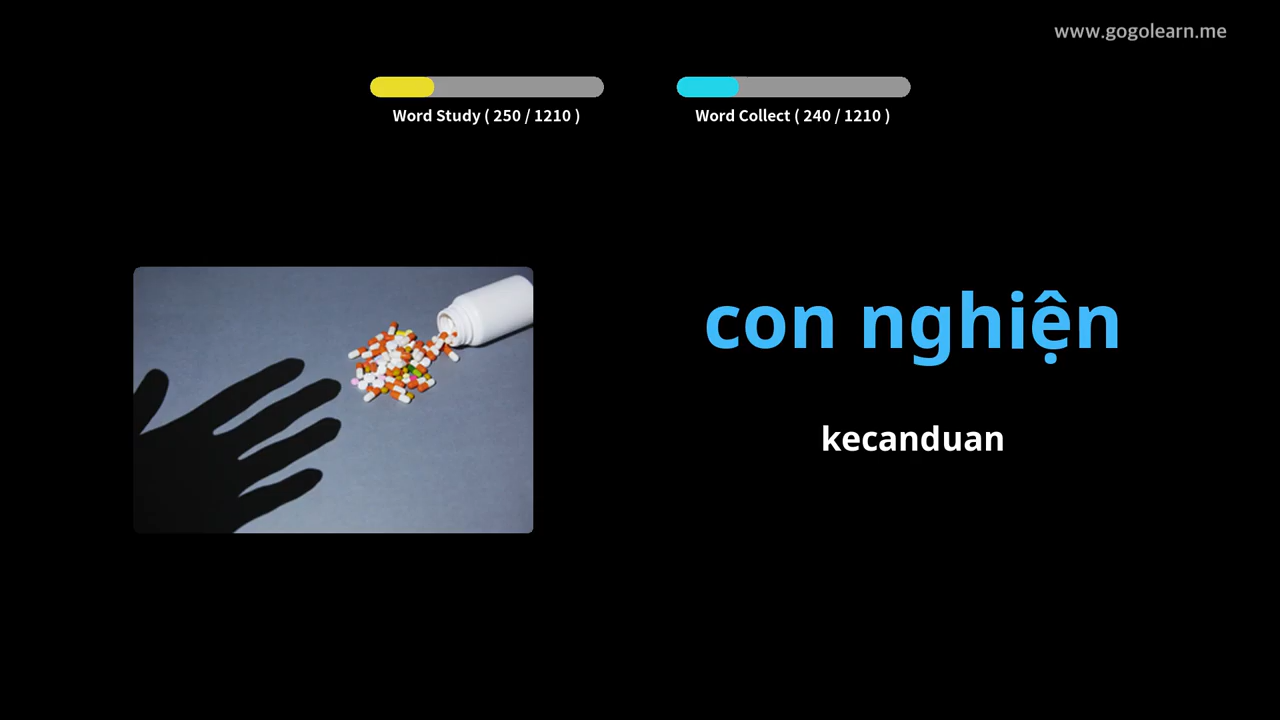 www.gogolearn.me
Word Study ( 250 / 1210 )
Word Collect ( 240 / 1210 )
con nghiện
kecanduan